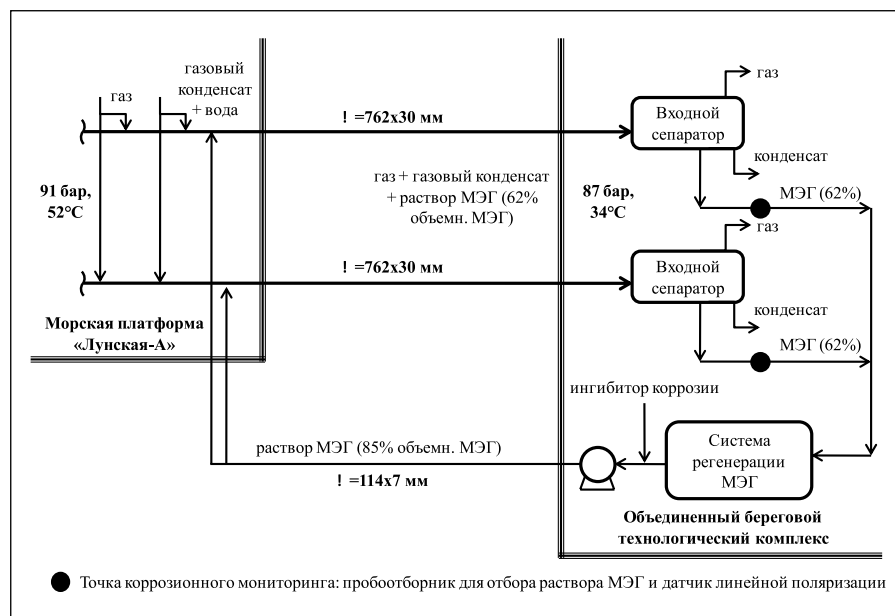 газ
газовый
конденсат
+ вода
! =762x30 мм
газ
Входной
сепаратор
конденсат
91 бар,
52°C
газ + газовый конденсат
+ раствор МЭГ (62%
объемн. МЭГ)
87 бар,
34°C
МЭГ (62%)
газ
! =762x30 мм
Входной
сепаратор
конденсат
Морская платформа
«Лунская-А»
МЭГ (62%)
ингибитор коррозии
раствор МЭГ (85% объемн. МЭГ)
! =114x7 мм
Система
регенерации
МЭГ
Объединенный береговой
технологический комплекс
Точка коррозионного мониторинга: пробоотборник для отбора раствора МЭГ и датчик линейной поляризации